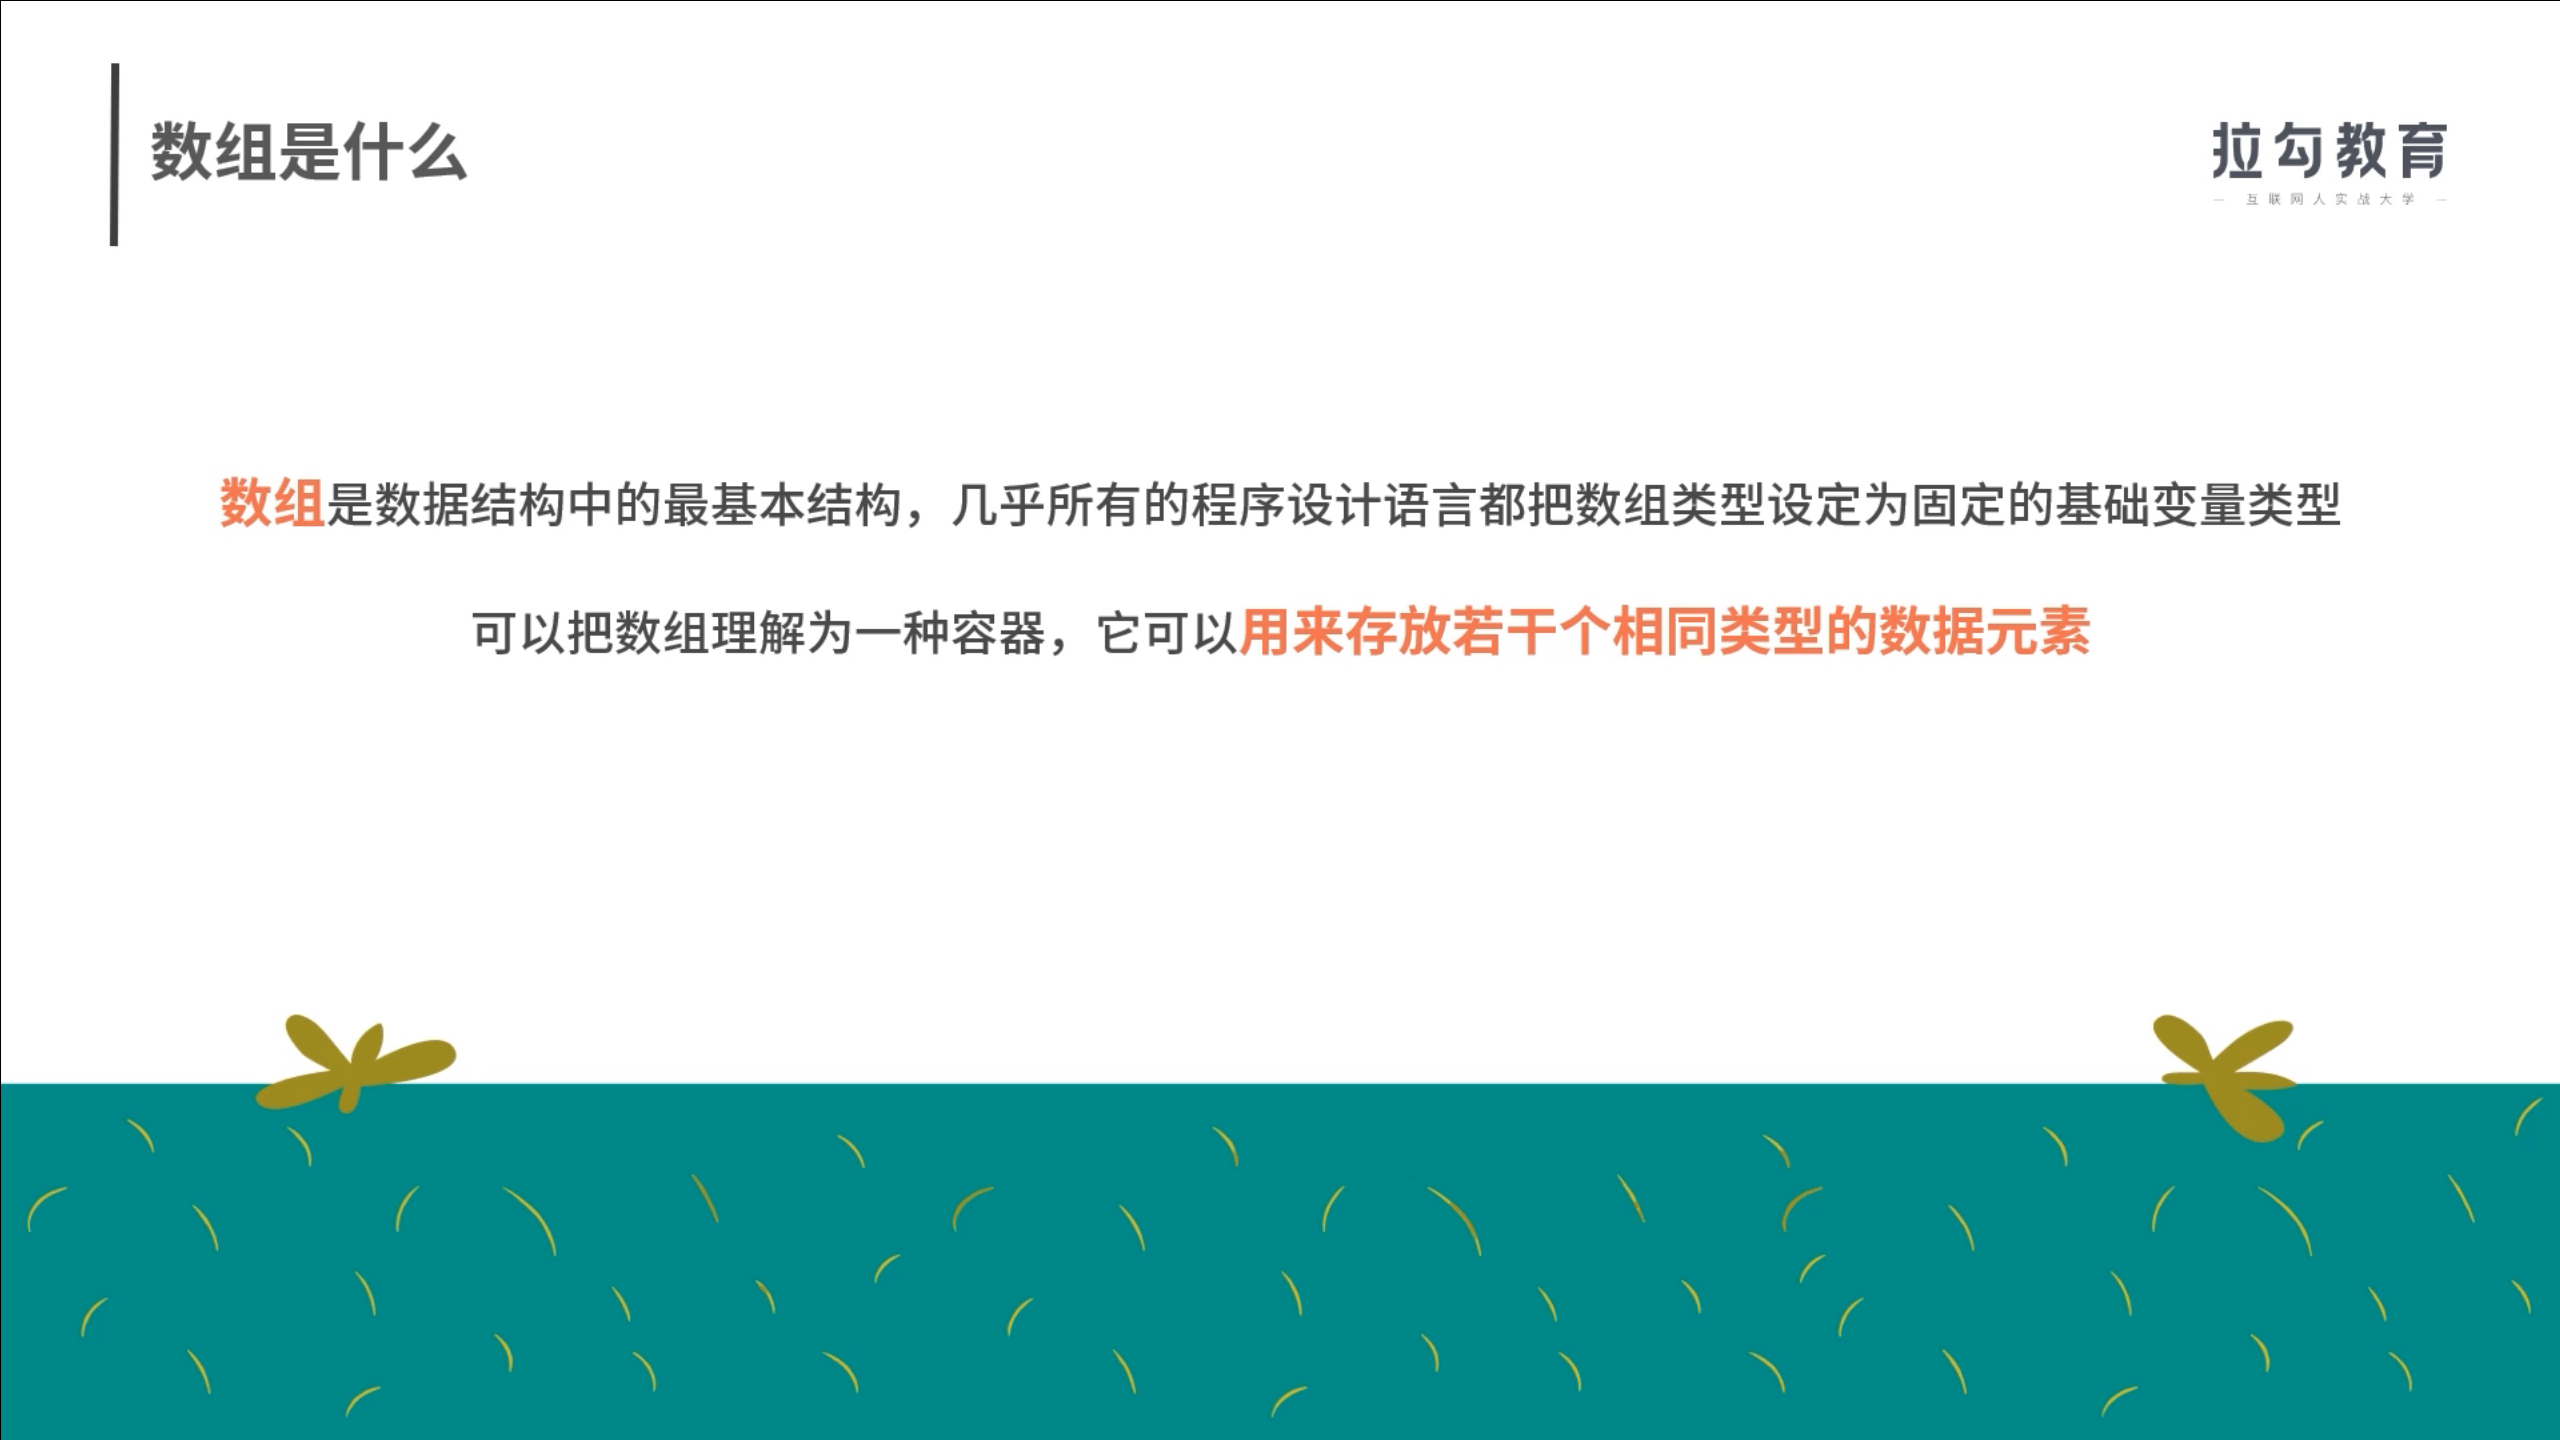 数组是什么
拉勾教育
— 互联网人实战大学 —
数组是数据结构中的最基本结构，几乎所有的程序设计语言都把数组类型设定为固定的基础变量类型
可以把数组理解为一种容器，它可以用来存放若干个相同类型的数据元素